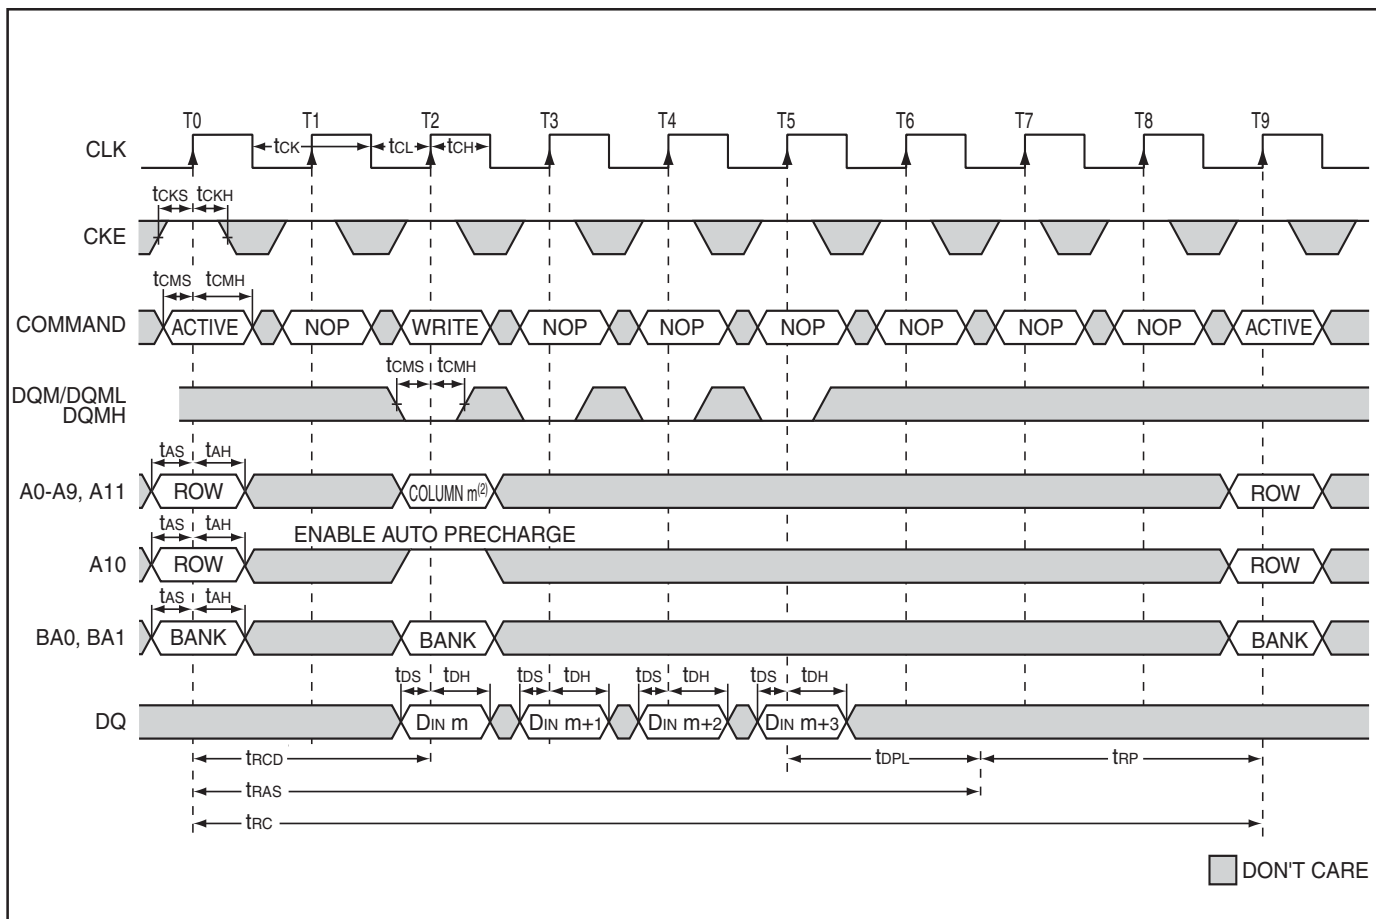 T0 T1 T2 T3 T4 T5 T6 T7 T8 T9
CLK tCK tCL tCH
tCKS tCKH
CKE
tCMS tCMH
COMMAND ACTIVE NOP WRITE NOP NOP NOP NOP NOP NOP ACTIVE
tCMS tCMH
DQM/DQML
DQMH
tAS tAH
A0-A9, A11 ROW COLUMN m(2) ROW
tAS tAH ENABLE AUTO PRECHARGE
A10 ROW ROW
tAS tAH
BA0, BA1 BANK BANK BANK
tDS tDH tDS tDH tDS tDH tDS tDH
DQ DIN m DIN m+1 DIN m+2 DIN m+3
tRCD tDPL tRP
tRAS
tRC
DON'T CARE